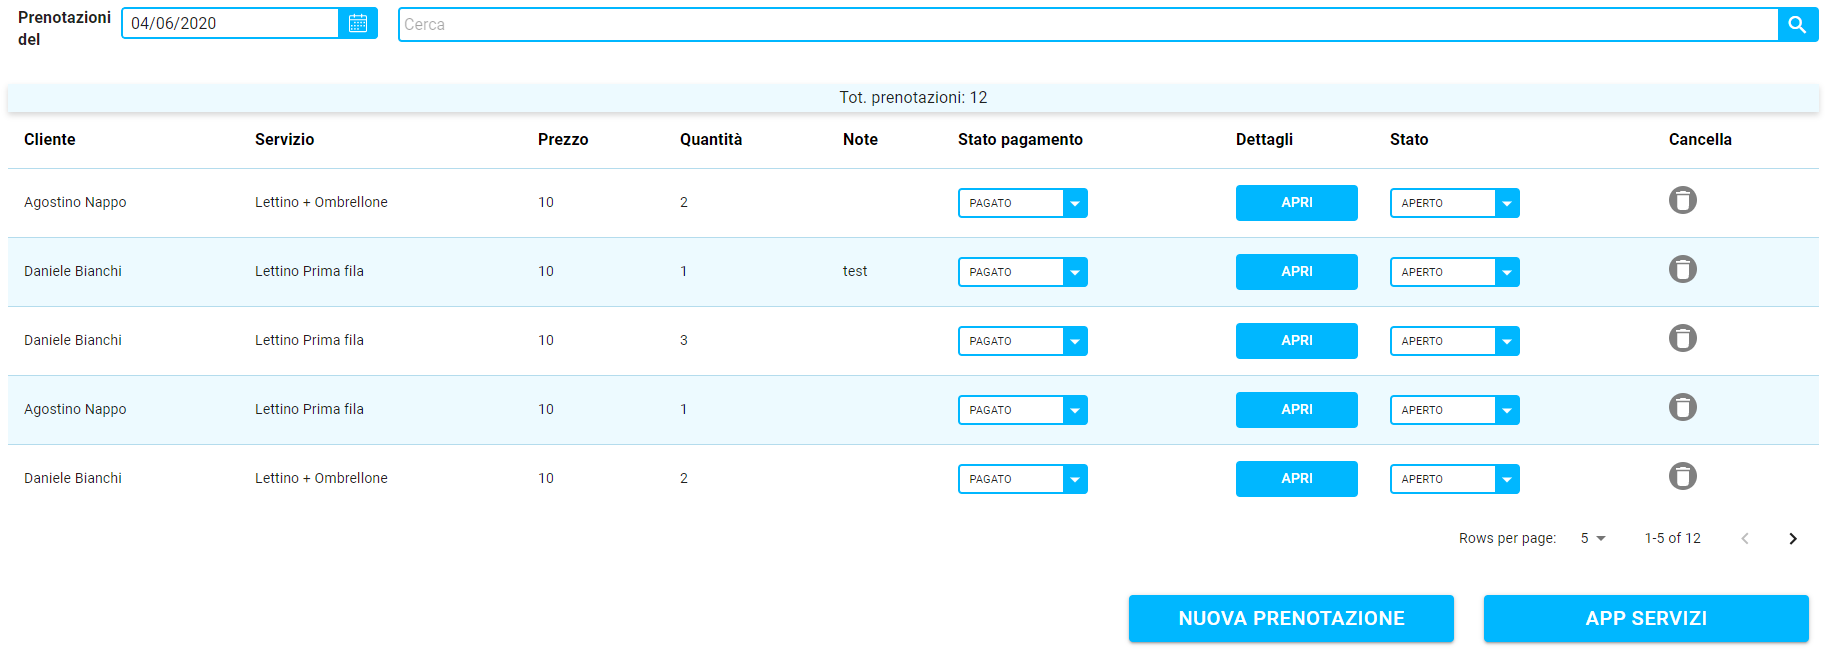 Prenotazioni del
04/06/2020
Cerca
Tot. prenotazioni: 12
Cliente Servizio Prezzo Quantità Note Stato pagamento Dettagli Stato Cancella
Agostino Nappo Lettino + Ombrellone 10 2 PAGATO APRI APERTO
Daniele Bianchi Lettino Prima fila 10 1 test PAGATO APRI APERTO
Daniele Bianchi Lettino Prima fila 10 3 PAGATO APRI APERTO
Agostino Nappo Lettino Prima fila 10 1 PAGATO APRI APERTO
Daniele Bianchi Lettino + Ombrellone 10 2 PAGATO APRI APERTO
Rows per page: 5 1-5 of 12
NUOVA PRENOTAZIONE APP SERVIZI